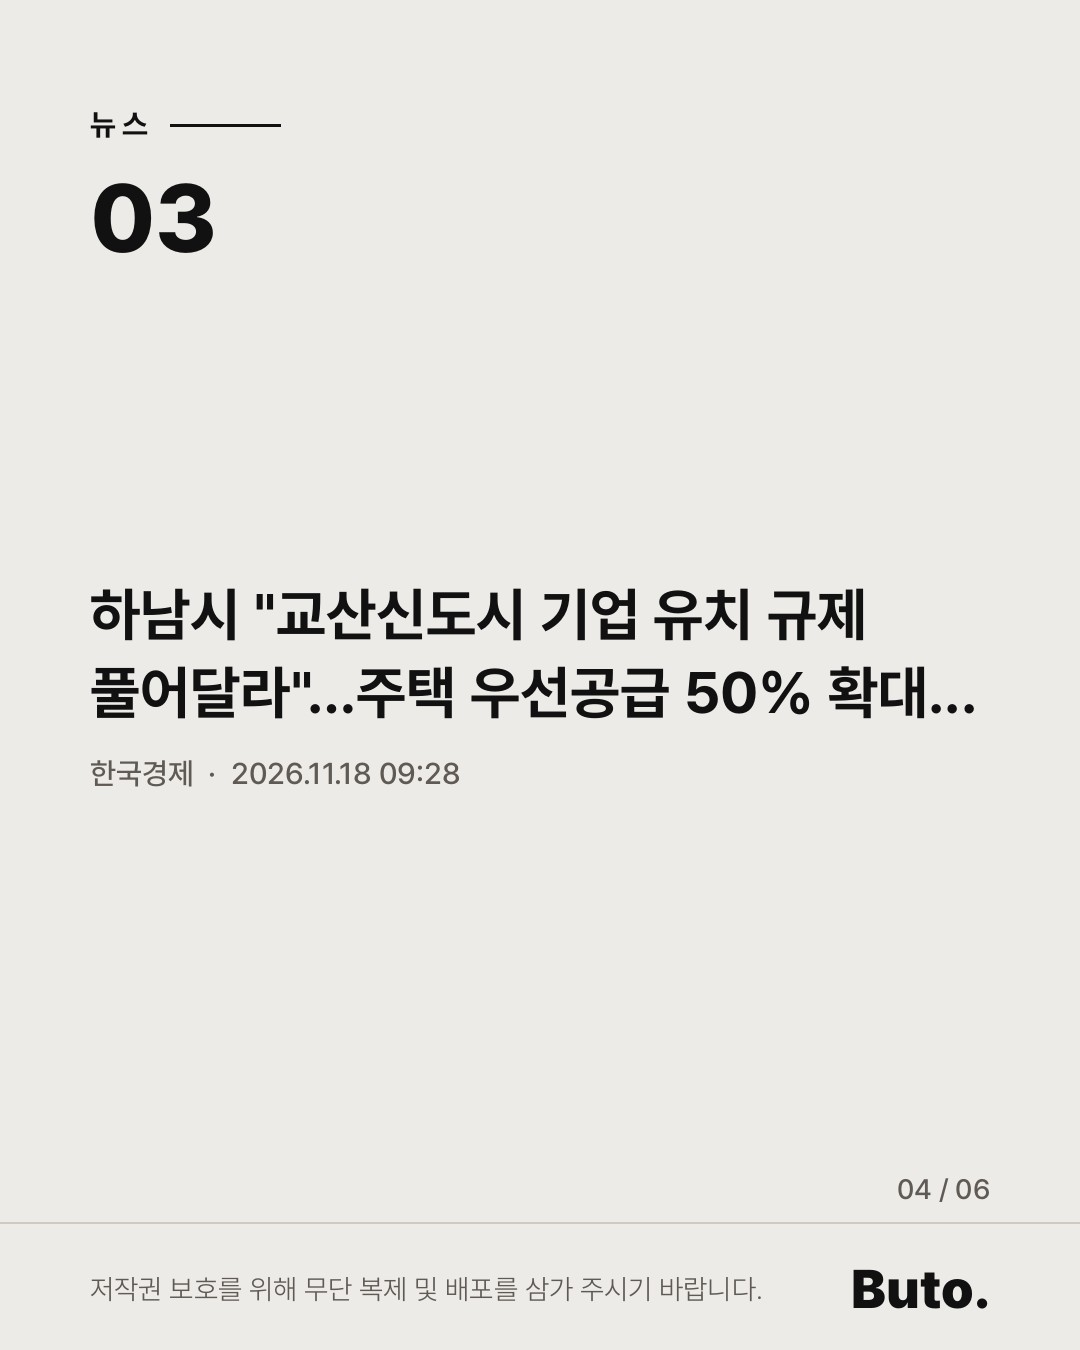 뉴스
03
하남시 "교산신도시 기업 유치 규제
풀어달라"...주택 우선공급 50% 확대...
한국경제 · 2026.11.18 09:28
04 / 06
저작권 보호를 위해 무단 복제 및 배포를 삼가 주시기 바랍니다.
Buto.